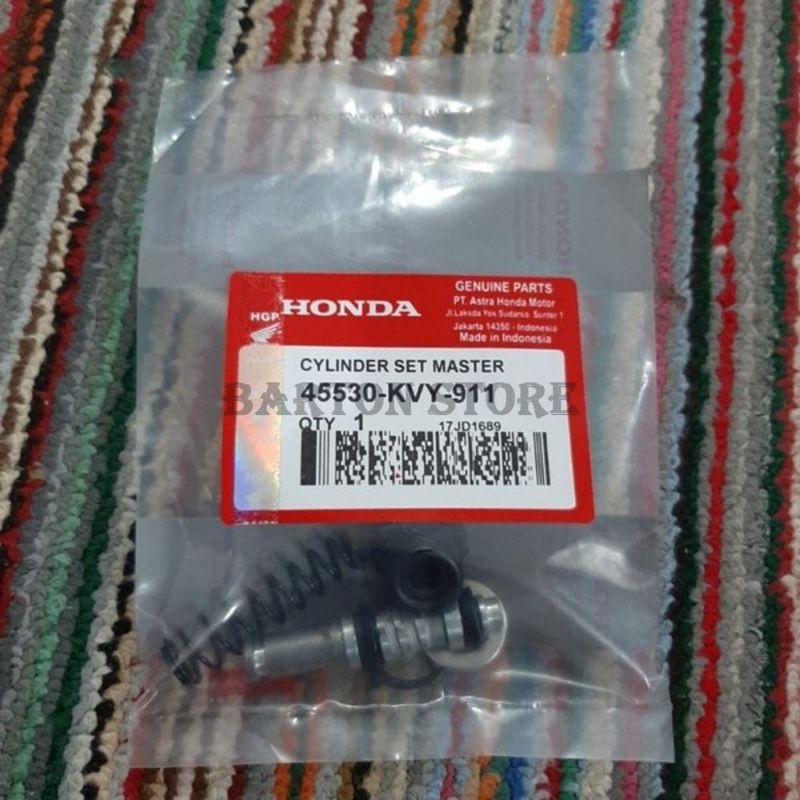 GENUINE PARTS
HGP
HONDA
PT. Astra Honda Motor
Jl.Laksda Yos Sudarso. Sunter 1
Jakarta 14350 - Indonesia
Made in Indonesia
CYLINDER SET MASTER
45530-KVY-911
BARTON STORE
QTY 1
17JD1689
HONDA